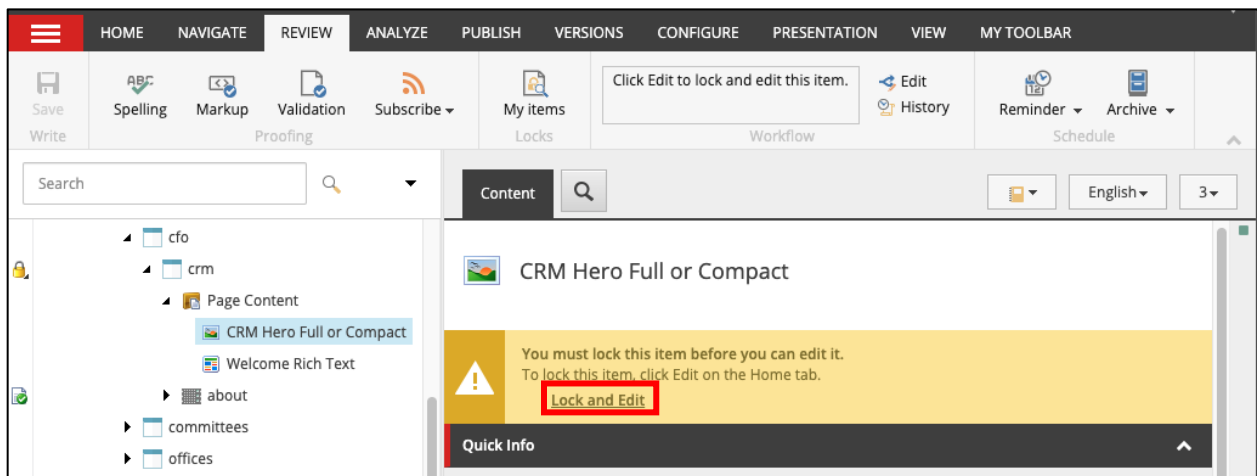 HOME NAVIGATE REVIEW ANALYZE PUBLISH VERSIONS CONFIGURE PRESENTATION VIEW MY TOOLBAR
ABC
Spelling
Markup
Validation
Subscribe
Save
Write
Proofing
My items
Locks
Click Edit to lock and edit this item.
Edit
History
Workflow
Reminder
Archive
Schedule
Search
cfo
crm
Page Content
CRM Hero Full or Compact
Welcome Rich Text
about
committees
offices
Content
English
3
CRM Hero Full or Compact
You must lock this item before you can edit it.
To lock this item, click Edit on the Home tab.
Lock and Edit
Quick Info